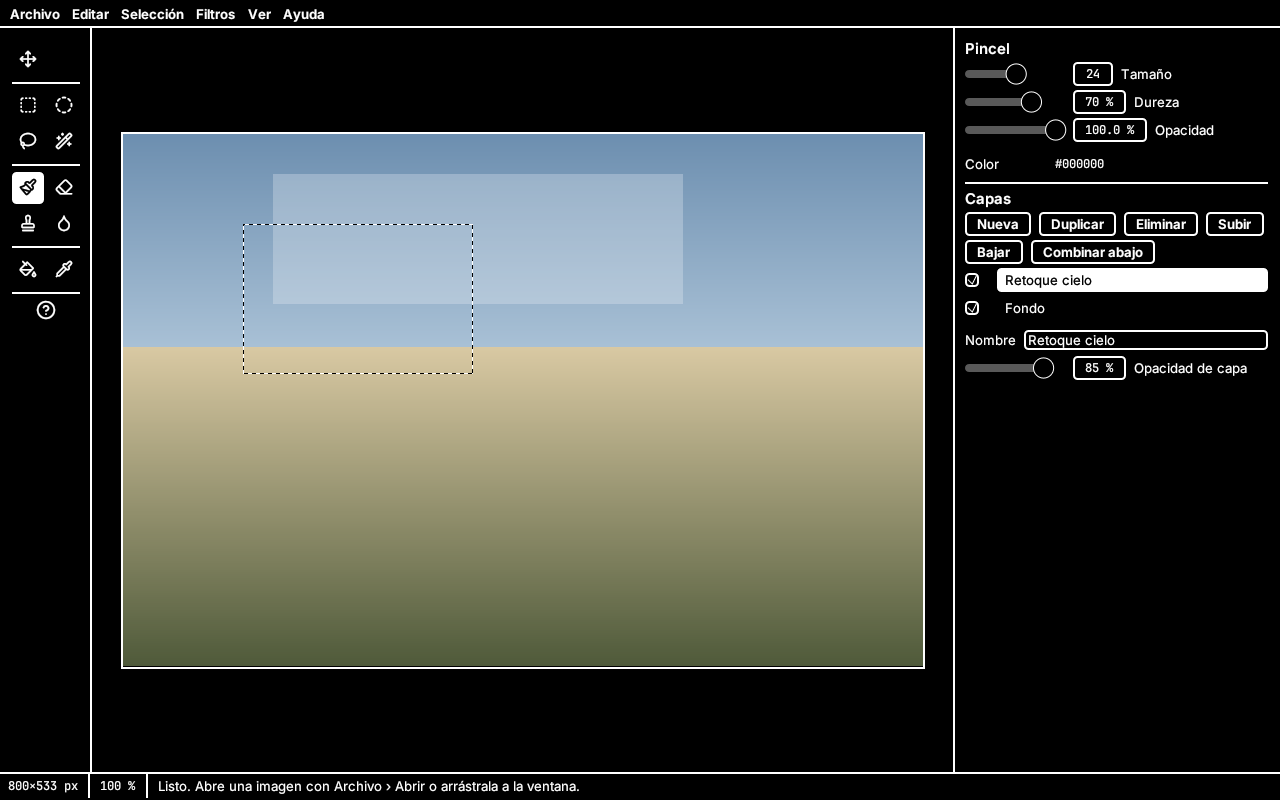 Archivo Editar Selección Filtros Ver Ayuda
Pincel
24 Tamaño
70 % Dureza
100.0 % Opacidad
Color #000000
Capas
Nueva Duplicar Eliminar Subir
Bajar Combinar abajo
Retoque cielo
Fondo
Nombre Retoque cielo
85 % Opacidad de capa
800×533 px 100 % Listo. Abre una imagen con Archivo › Abrir o arrástrala a la ventana.